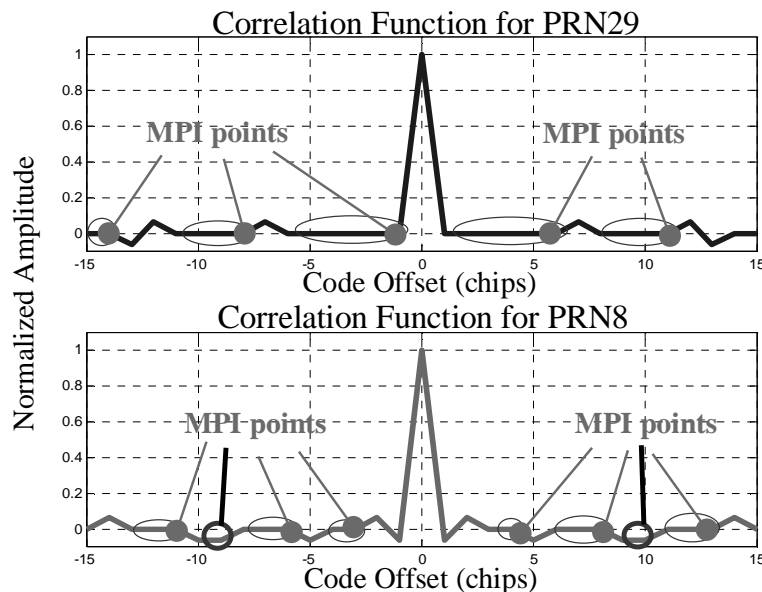 Correlation Function for PRN29
1
0.8
MPI points
MPI points
0.6
0.4
0.2
0
-15
-10
-5
0
5
10
15
Code Offset (chips)
Normalized Amplitude
Correlation Function for PRN8
1
0.8
MPI points
MPI points
0.6
0.4
0.2
0
-15
-10
-5
0
5
10
15
Code Offset (chips)